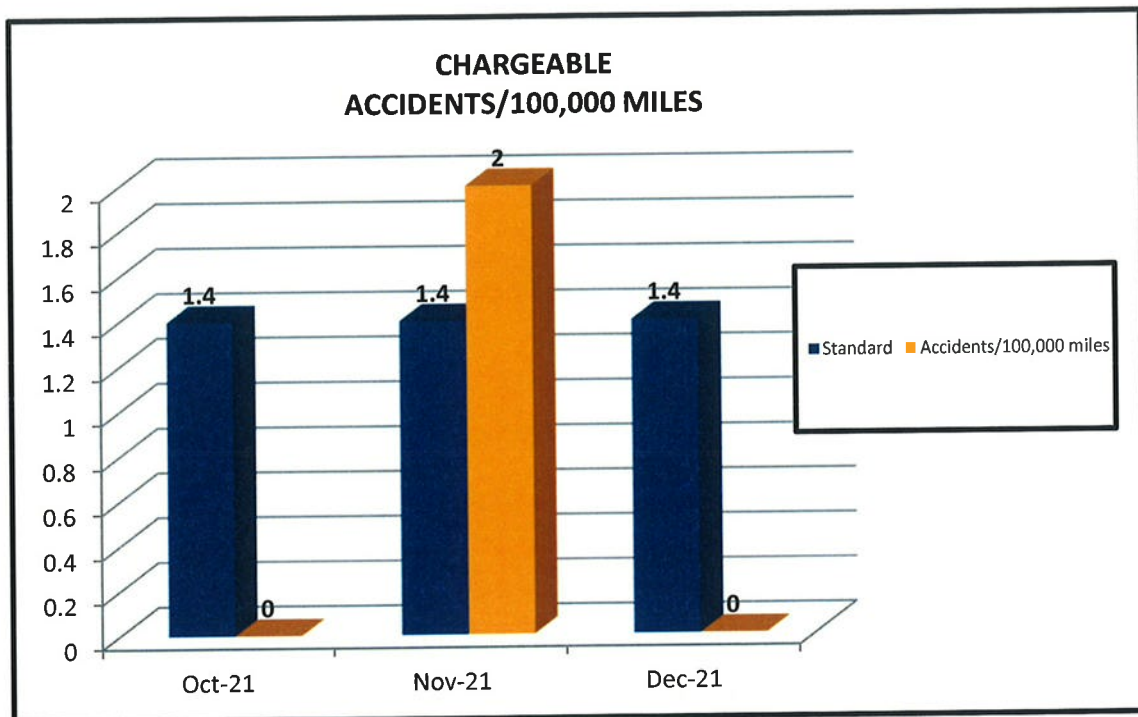 CHARGEABLE
ACCIDENTS/100,000 MILES
2
2
1.8
1.6
1.4
1.2
1
0.8
0.6
0.4
0.2
0
1.4
1.4
1.4
0
0
Standard
Accidents/100,000 miles
Oct-21
Nov-21
Dec-21